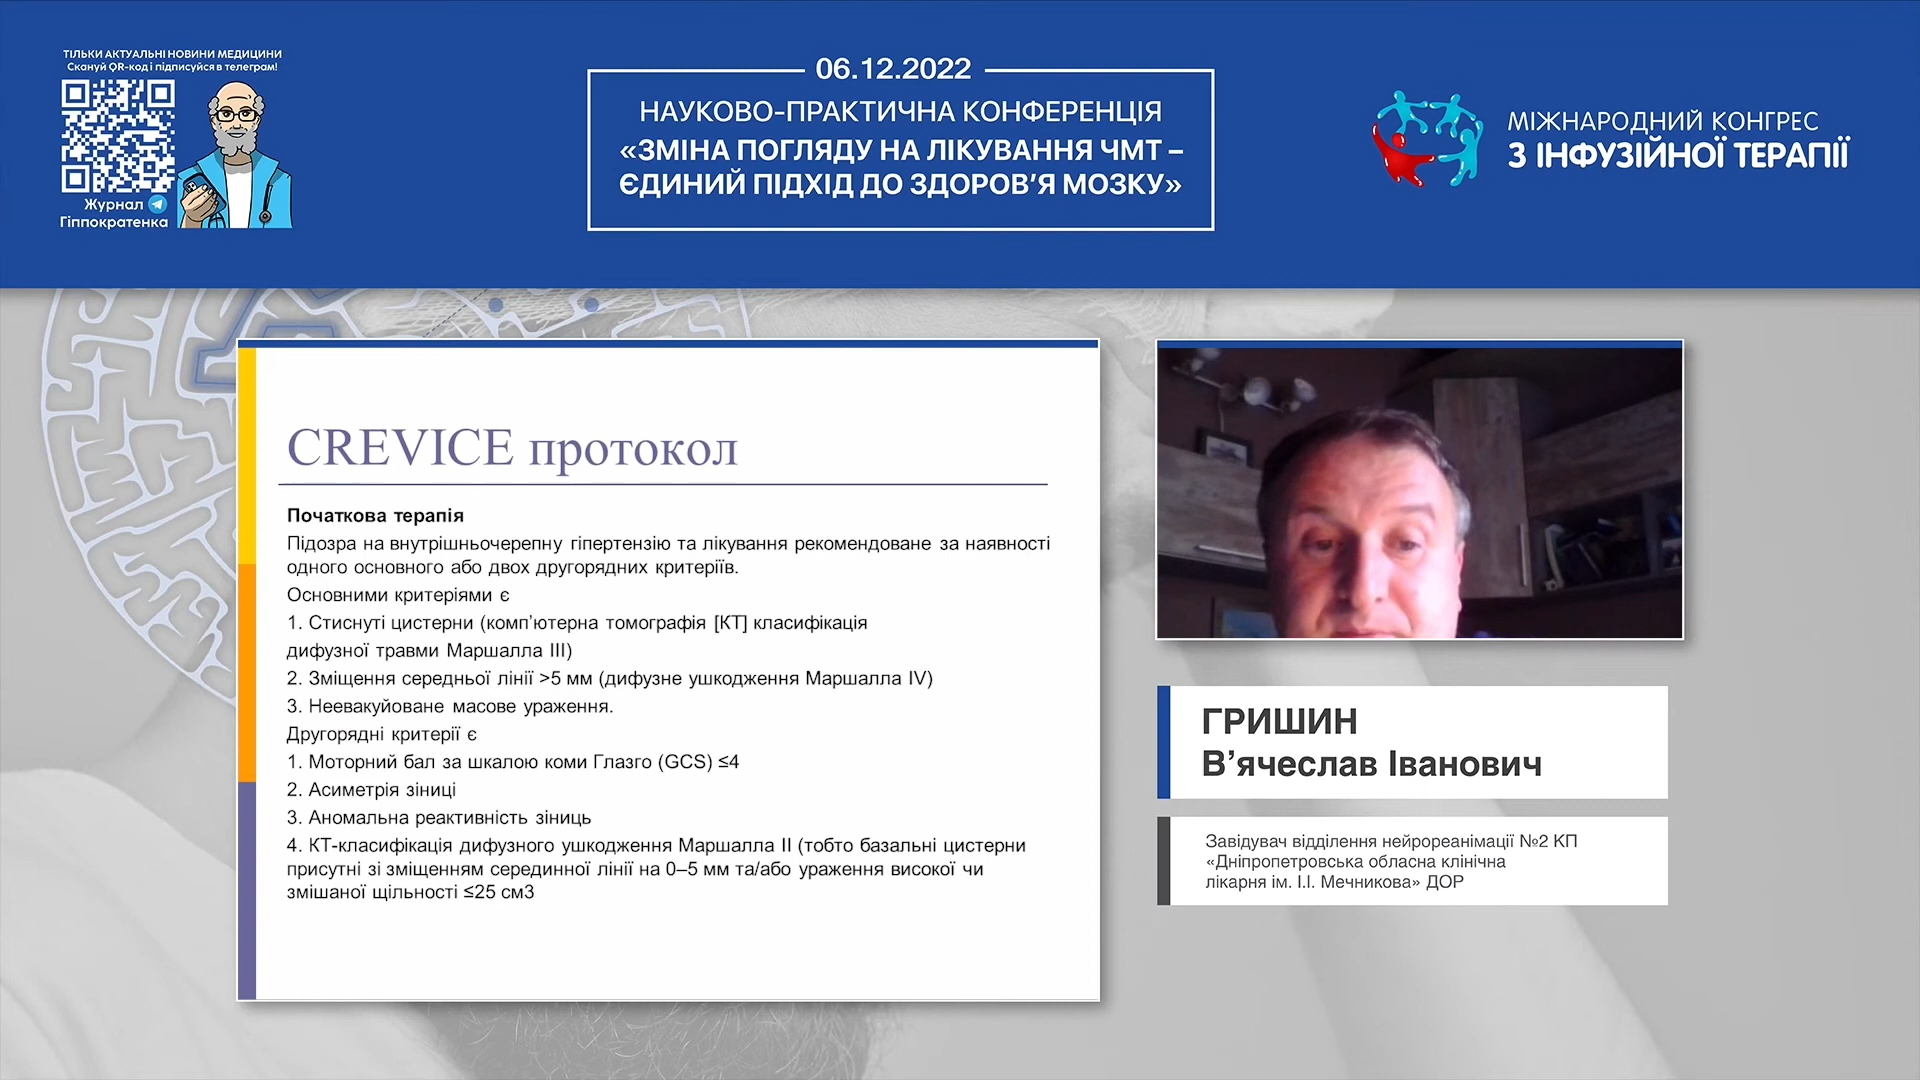 ТІЛЬКИ АКТУАЛЬНІ НОВИНИ МЕДИЦИНИ
Скануй QR-код і підписуйся в телеграм!
Журнал
Гіппократенка
06.12.2022
НАУКОВО-ПРАКТИЧНА КОНФЕРЕНЦІЯ
«ЗМІНА ПОГЛЯДУ НА ЛІКУВАННЯ ЧМТ –
ЄДИНИЙ ПІДХІД ДО ЗДОРОВ’Я МОЗКУ»
МІЖНАРОДНИЙ КОНГРЕС
З ІНФУЗІЙНОЇ ТЕРАПІЇ
CREVICE протокол
Початкова терапія
Підозра на внутрішньочерепну гіпертензію та лікування рекомендоване за наявності
одного основного або двох другорядних критеріїв.
Основними критеріями є
1. Стиснуті цистерни (комп’ютерна томографія [КТ] класифікація
дифузної травми Маршалла III)
2. Зміщення середньої лінії >5 мм (дифузне ушкодження Маршалла IV)
3. Неевакуйоване масове ураження.
Другорядні критерії є
1. Моторний бал за шкалою коми Глазго (GCS) ≤4
2. Асиметрія зіниці
3. Аномальна реактивність зіниць
4. КТ-класифікація дифузного ушкодження Маршалла II (тобто базальні цистерни
присутні зі зміщенням серединної лінії на 0–5 мм та/або ураження високої чи
змішаної щільності ≤25 см3
ГРИШИН
В’ячеслав Іванович
Завідувач відділення нейрореанімації №2 КП
«Дніпропетровська обласна клінічна
лікарня ім. І.І. Мечникова» ДОР